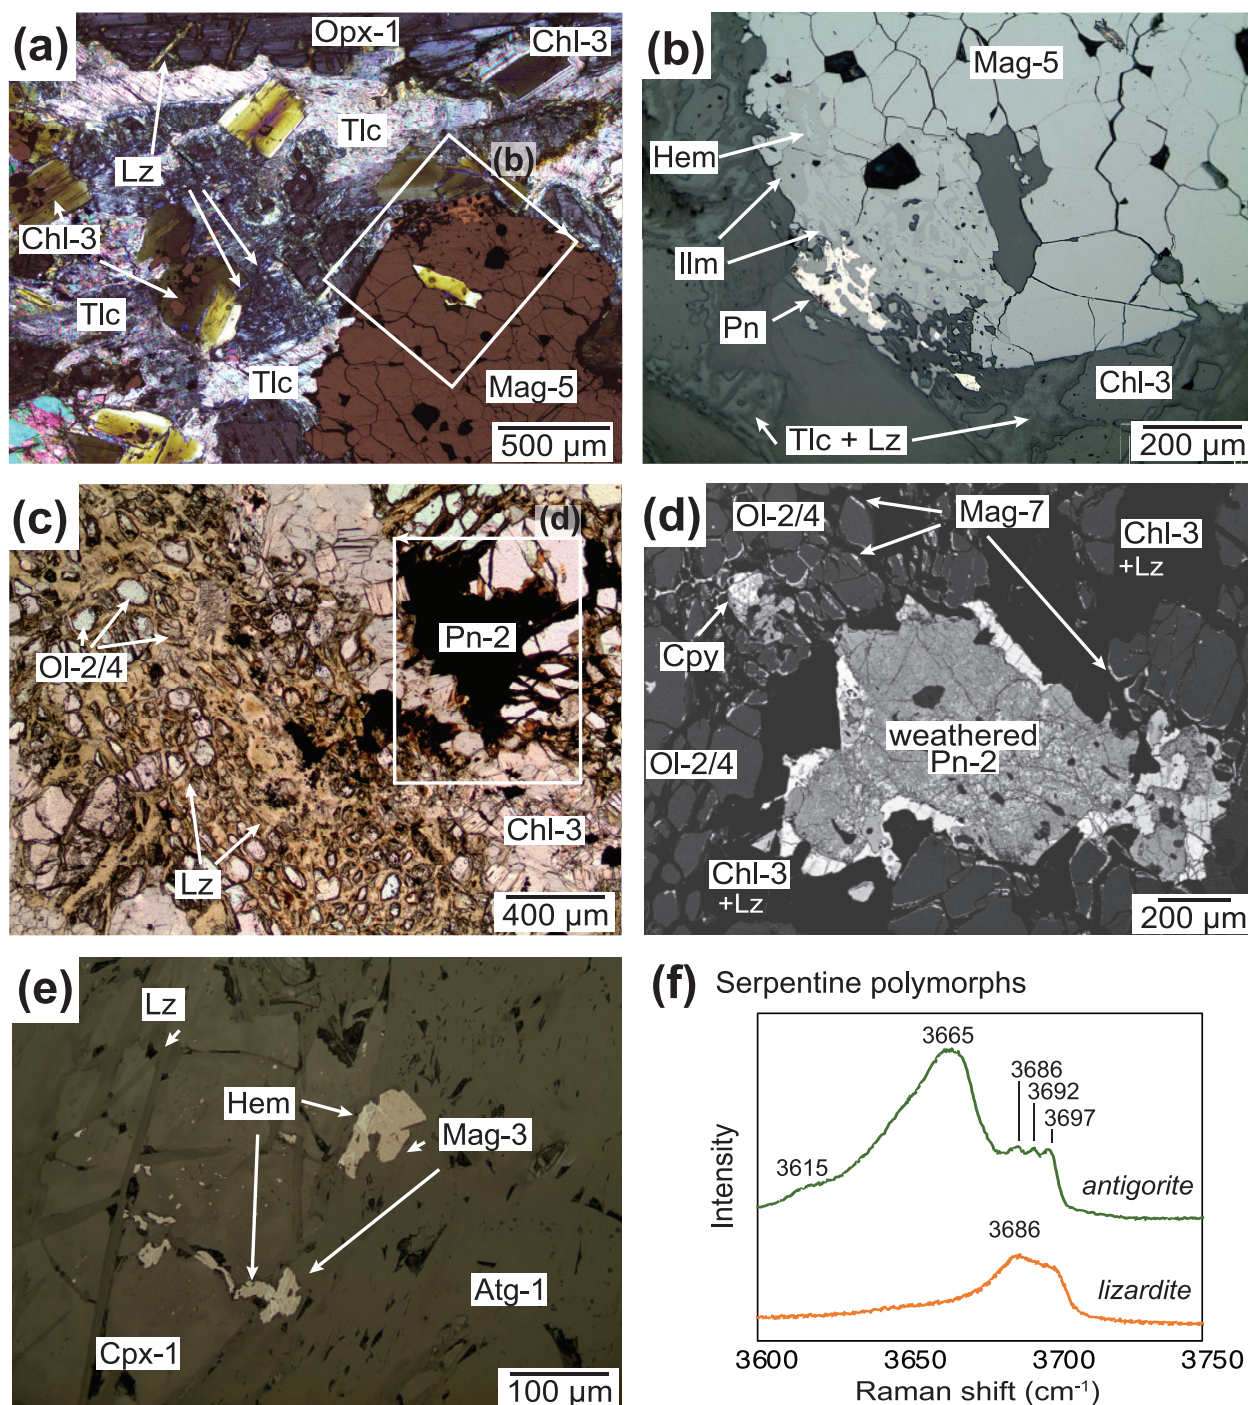 (a)
Opx-1
Chl-3
Tlc
(b)
Lz
Chl-3
Tlc
Tlc
Mag-5
500 µm
(b)
Mag-5
Hem
Ilm
Pn
Chl-3
Tlc + Lz
200 µm
(c)
(d)
Pn-2
Ol-2/4
Chl-3
Lz
400 µm
(d)
Ol-2/4
Mag-7
Chl-3
+Lz
Cpy
weathered
Pn-2
Ol-2/4
Chl-3
+Lz
200 µm
(e)
Lz
Hem
Mag-3
Atg-1
Cpx-1
100 µm
(f) Serpentine polymorphs
3665
3686
3692
3697
3615
antigorite
3686
lizardite
Intensity
3600 3650 3700 3750
Raman shift (cm⁻¹)